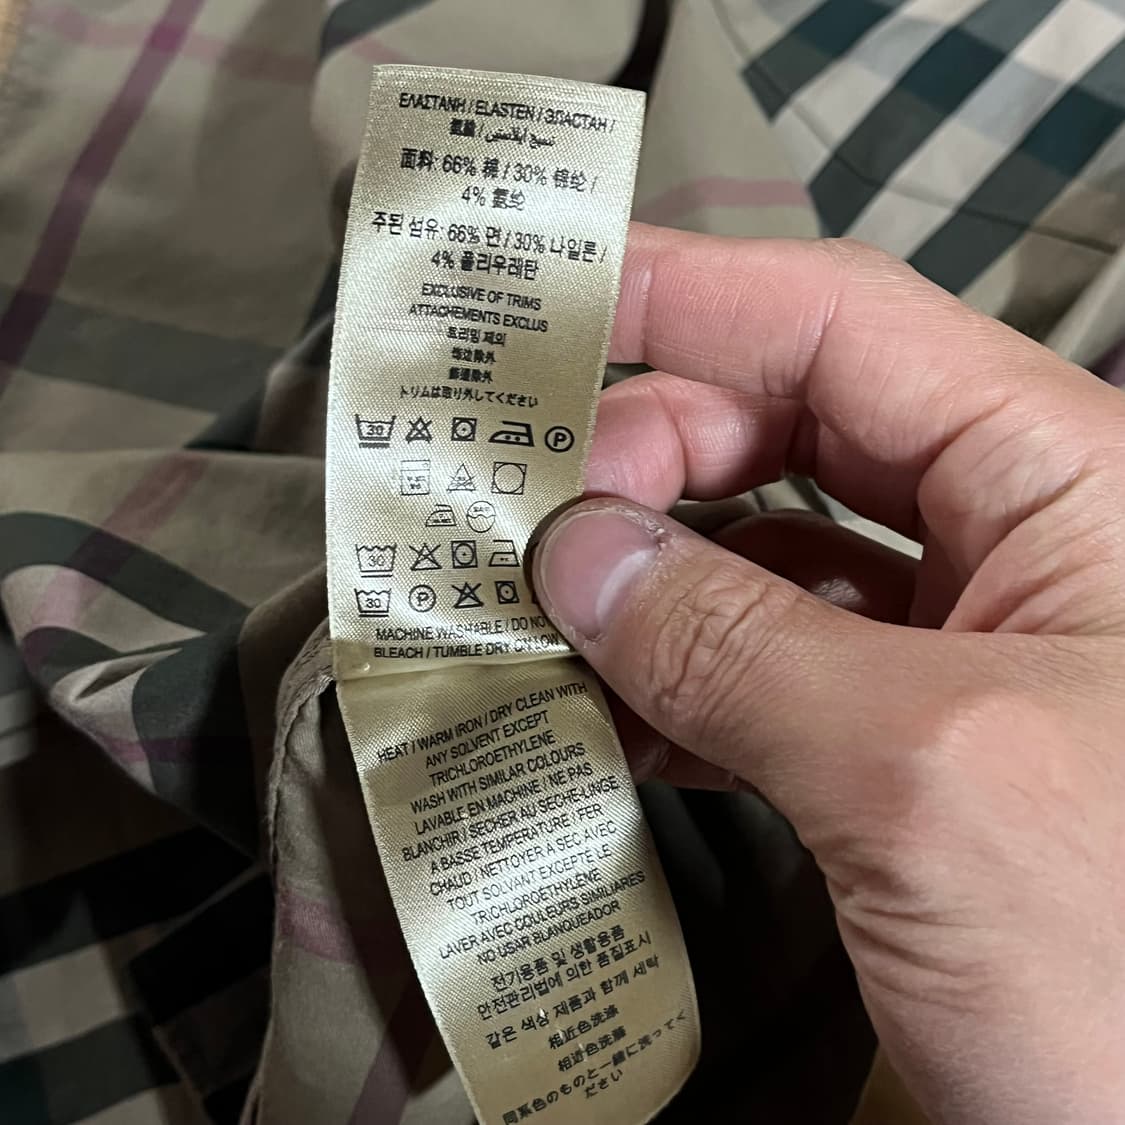 ΕΛΑΣΤΑΝΗ / ELASTEN / ЭЛАСТАН /
氨綸 / نسيج إيلاستين
面料: 66% 棉 / 30% 锦纶 /
4% 氨纶
주된 섬유: 66% 면 / 30% 나일론 /
4% 폴리우레탄
EXCLUSIVE OF TRIMS
ATTACHEMENTS EXCLUS
트리밍 제외
饰边除外
飾邊除外
トリムは取り外してください
30 P
30
30 P
MACHINE WASHABLE / DO NO
BLEACH / TUMBLE DRY ON LOW
HEAT / WARM IRON / DRY CLEAN WITH
ANY SOLVENT EXCEPT
TRICHLOROETHYLENE
WASH WITH SIMILAR COLOURS
LAVABLE EN MACHINE / NE PAS
BLANCHIR / SECHER AU SECHE-LINGE
A BASSE TEMPERATURE / FER
CHAUD / NETTOYER À SEC AVEC
TOUT SOLVANT EXCEPTE LE
TRICHLOROETHYLÈNE
LAVER AVEC COULEURS SIMILIARES
NO USAR BLANQUEADOR
전기용품 및 생활용품
안전관리법에 의한 품질표시
같은 색상 제품과 함께 세탁
相近色洗涤
相近色洗滌
同系色のものと一緒に洗ってく
ださい